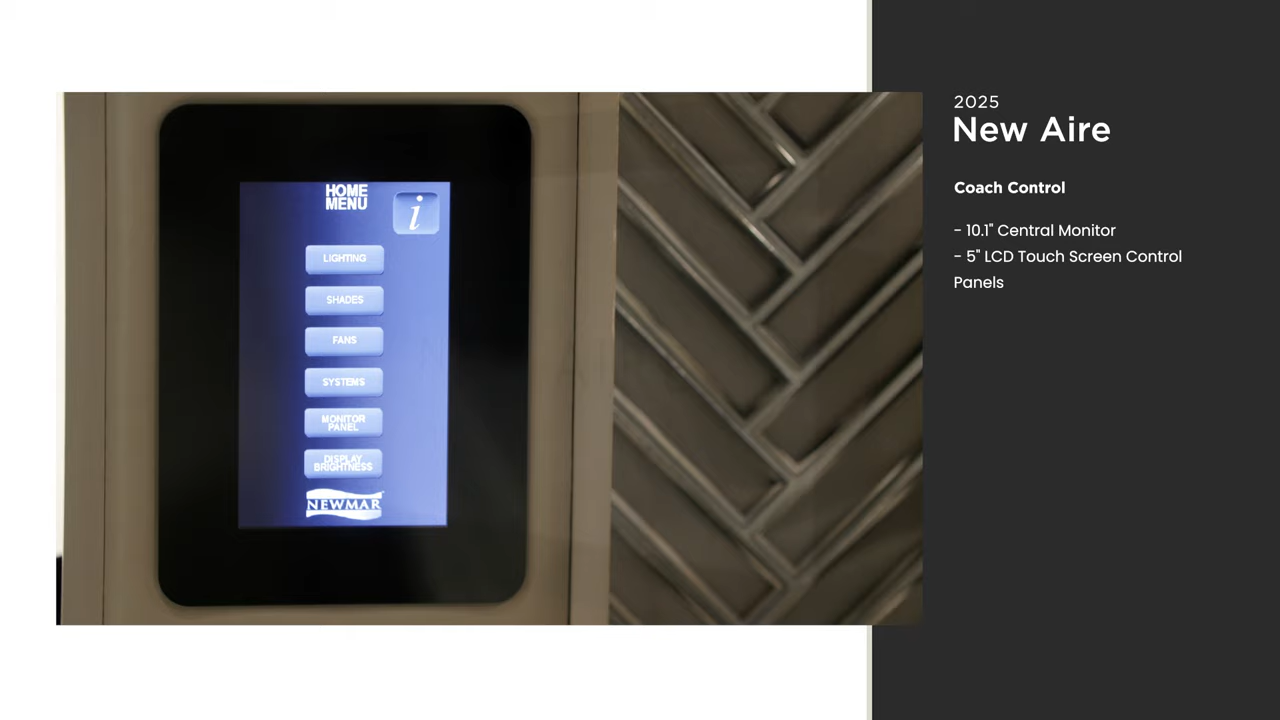 HOME
MENU
i
LIGHTING
SHADES
FANS
SYSTEMS
MONITOR
PANEL
DISPLAY
BRIGHTNESS
NEWMAR
2025
New Aire
Coach Control
- 10.1" Central Monitor
- 5" LCD Touch Screen Control
Panels